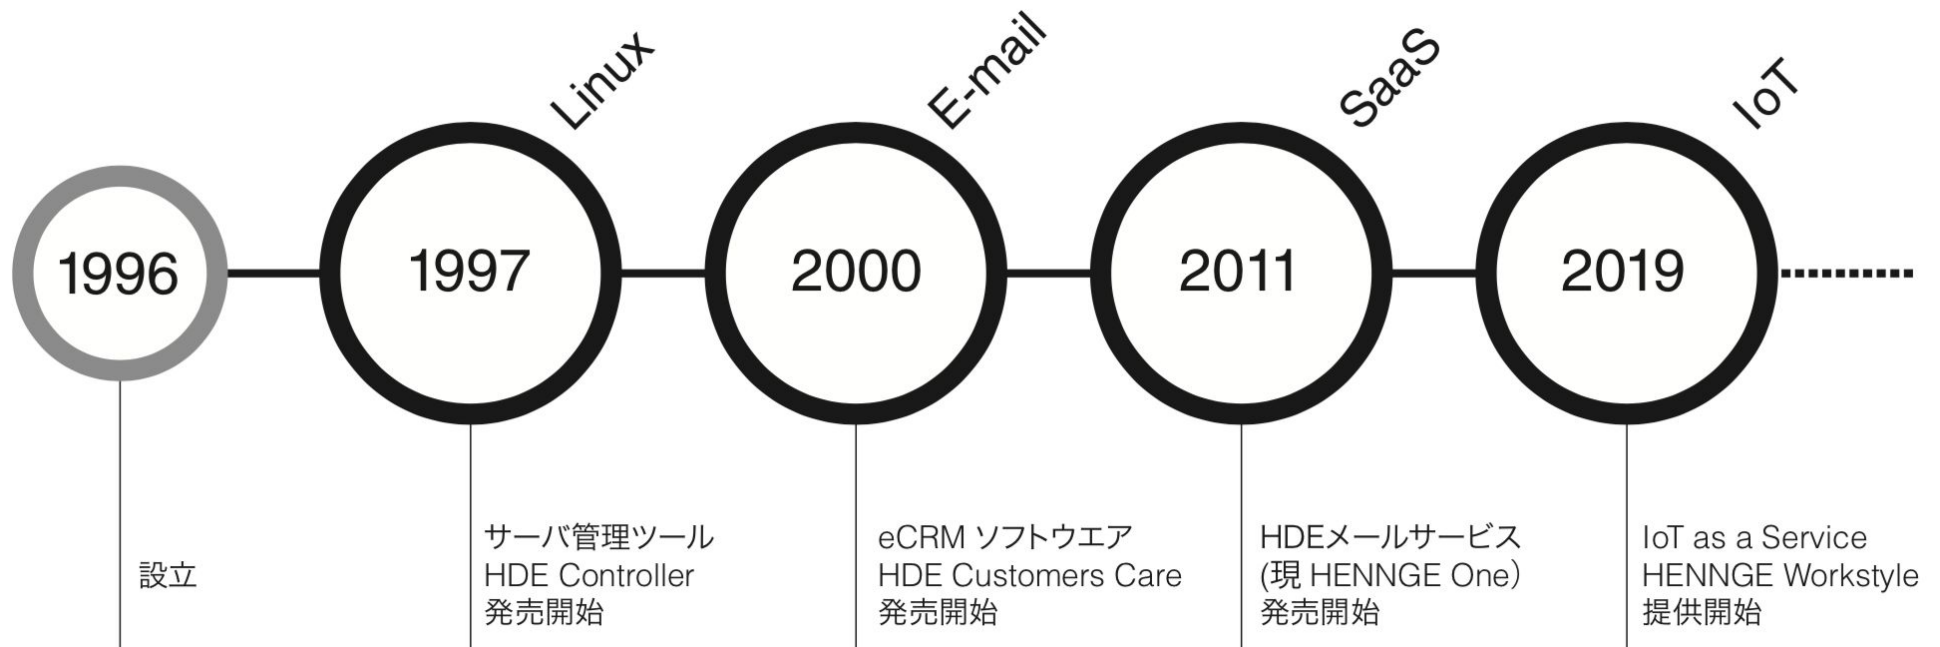 Linux
E-mail
SaaS
IoT
1996
1997
2000
2011
2019
設立
サーバ管理ツール
HDE Controller
発売開始
eCRM ソフトウエア
HDE Customers Care
発売開始
HDEメールサービス
(現 HENNGE One）
発売開始
IoT as a Service
HENNGE Workstyle
提供開始